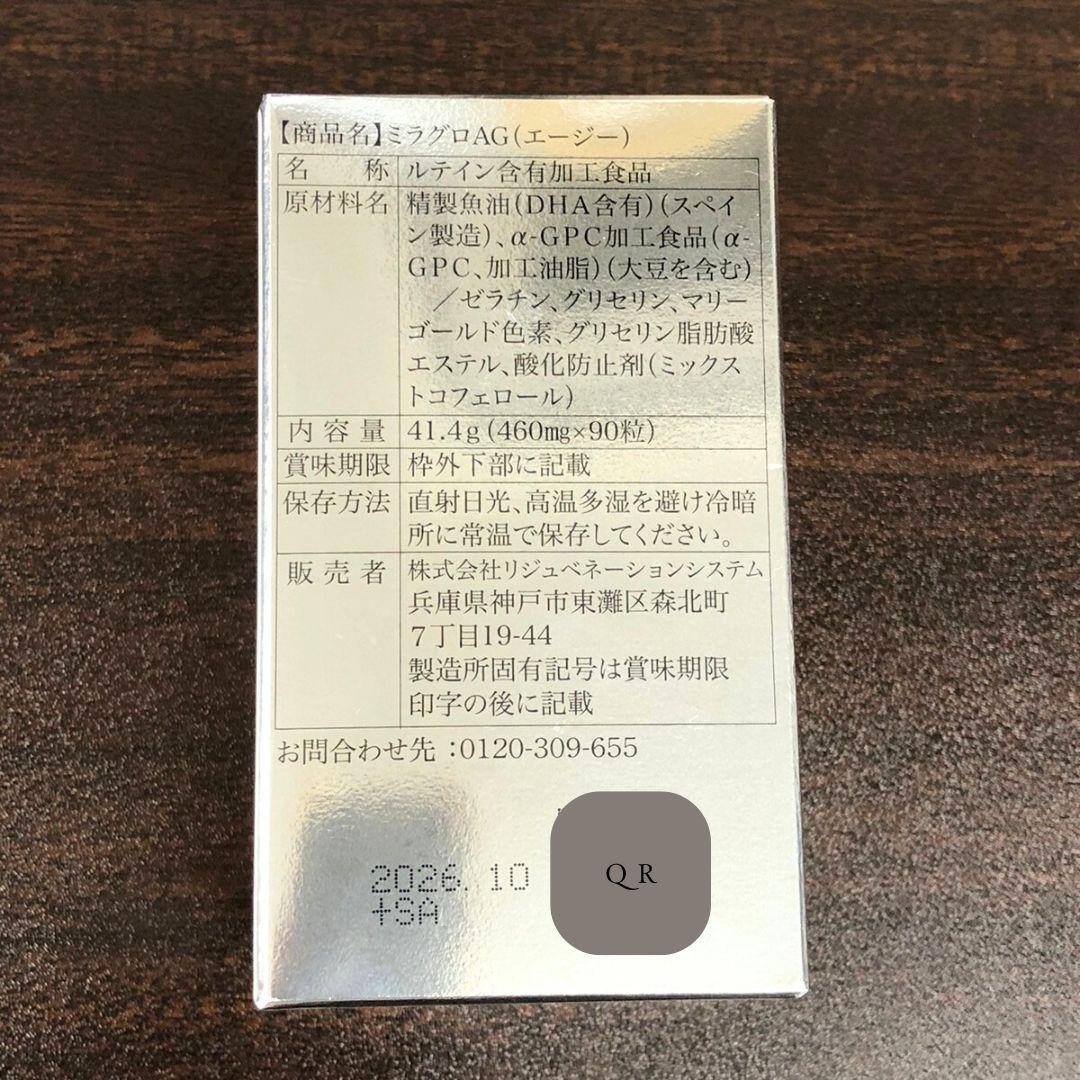 【商品名】ミラグロAG(エージー)
名 称 ルテイン含有加工食品
原材料名 精製魚油(DHA含有)(スペイ
ン製造)、α-GPC加工食品(α-
GPC、加工油脂)(大豆を含む)
／ゼラチン、グリセリン、マリー
ゴールド色素、グリセリン脂肪酸
エステル、酸化防止剤(ミックス
トコフェロール)
内容量 41.4g(460㎎×90粒)
賞味期限 枠外下部に記載
保存方法 直射日光、高温多湿を避け冷暗
所に常温で保存してください。
販売者 株式会社リジュベネーションシステム
兵庫県神戸市東灘区森北町
7丁目19-44
製造所固有記号は賞味期限
印字の後に記載
お問合わせ先：0120-309-655
2026.10
+SA
QR